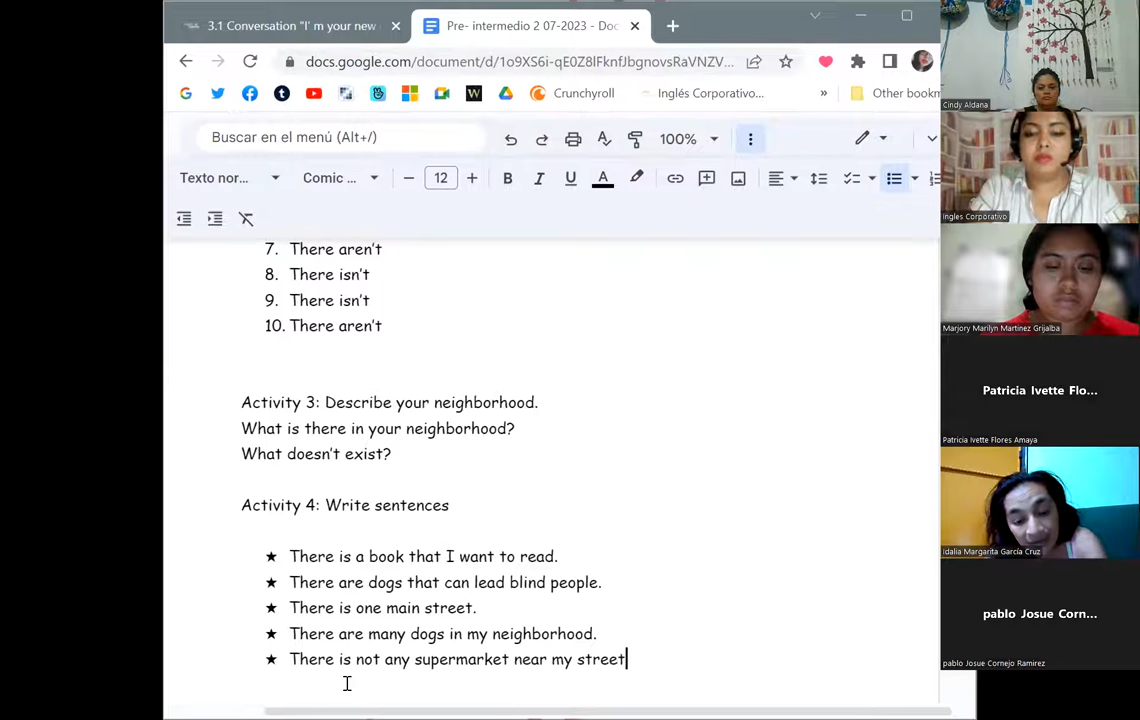 3.1 Conversation "I' m your new
Pre- intermedio 2 07-2023 - Doc
docs.google.com/document/d/1o9XS6i-qE0Z8lFknfJbgnovsRaVNZV...
Crunchyroll
Inglés Corporativo...
»
Other bookm
Buscar en el menú (Alt+/)
100%
Texto nor...
Comic ...
12
7. There aren't
8. There isn't
9. There isn't
10. There aren't
Activity 3: Describe your neighborhood.
What is there in your neighborhood?
What doesn't exist?
Activity 4: Write sentences
★ There is a book that I want to read.
★ There are dogs that can lead blind people.
★ There is one main street.
★ There are many dogs in my neighborhood.
★ There is not any supermarket near my street
Cindy Aldana
Ingles Corporativo
Marjory Marilyn Martinez Grijalba
Patricia Ivette Flo...
Patricia Ivette Flores Amaya
Idalia Margarita García Cruz
pablo Josue Corn...
pablo Josue Cornejo Ramirez